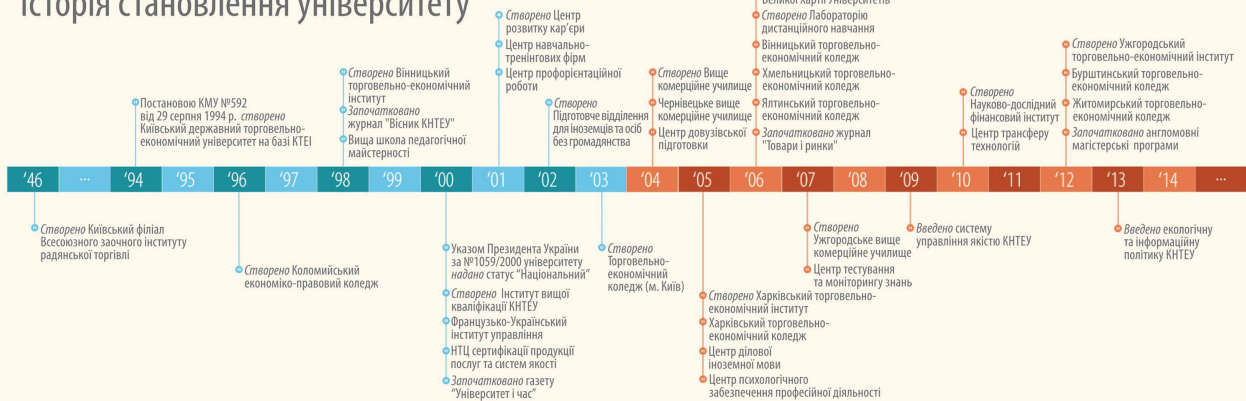 Історія становлення університету
Постановою КМУ №592
від 29 серпня 1994 р. створено
Київський державний торговельно-
економічний університет на базі КТЕІ
Створено Вінницький
торговельно-економічний
інститут
Започатковано
журнал "Вісник КНТЕУ"
Вища школа педагогічної
майстерності
Створено Центр
розвитку кар'єри
Центр навчально-
тренінгових фірм
Центр профорієнтаційної
роботи
Створено
Підготовче відділення
для іноземців та осіб
без громадянства
Створено Вище
комерційне училище
Чернівецьке вище
комерційне училище
Центр довузівської
підготовки
Великої Хартії Університетів
Створено Лабораторію
дистанційного навчання
Вінницький торговельно-
економічний коледж
Хмельницький торговельно-
економічний коледж
Ялтинський торговельно-
економічний коледж
Започатковано журнал
"Товари і ринки"
Створено
Науково-дослідний
фінансовий інститут
Центр трансферу
технологій
Створено Ужгородський
торговельно-економічний інститут
Бурштинський торговельно-
економічний коледж
Житомирський торговельно-
економічний коледж
Започатковано англомовні
магістерські програми
'46 ... '94 '95 '96 '97 '98 '99 '00 '01 '02 '03 '04 '05 '06 '07 '08 '09 '10 '11 '12 '13 '14 ...
Створено Київський філіал
Всесоюзного заочного інституту
радянської торгівлі
Створено Коломийський
економіко-правовий коледж
Указом Президента України
за №1059/2000 університету
надано статус "Національний"
Створено Інститут вищої
кваліфікації КНТЕУ
Французько-Український
інститут управління
НТЦ сертифікації продукції
послуг та систем якості
Започатковано газету
"Університет і час"
Створено
Торговельно-
економічний
коледж (м. Київ)
Створено Харківський торговельно-
економічний інститут
Харківський торговельно-
економічний коледж
Центр ділової
іноземної мови
Центр психологічного
забезпечення професійної діяльності
Створено
Ужгородське вище
комерційне училище
Центр тестування
та моніторингу знань
Введено систему
управління якістю КНТЕУ
Введено екологічну
та інформаційну
політику КНТЕУ